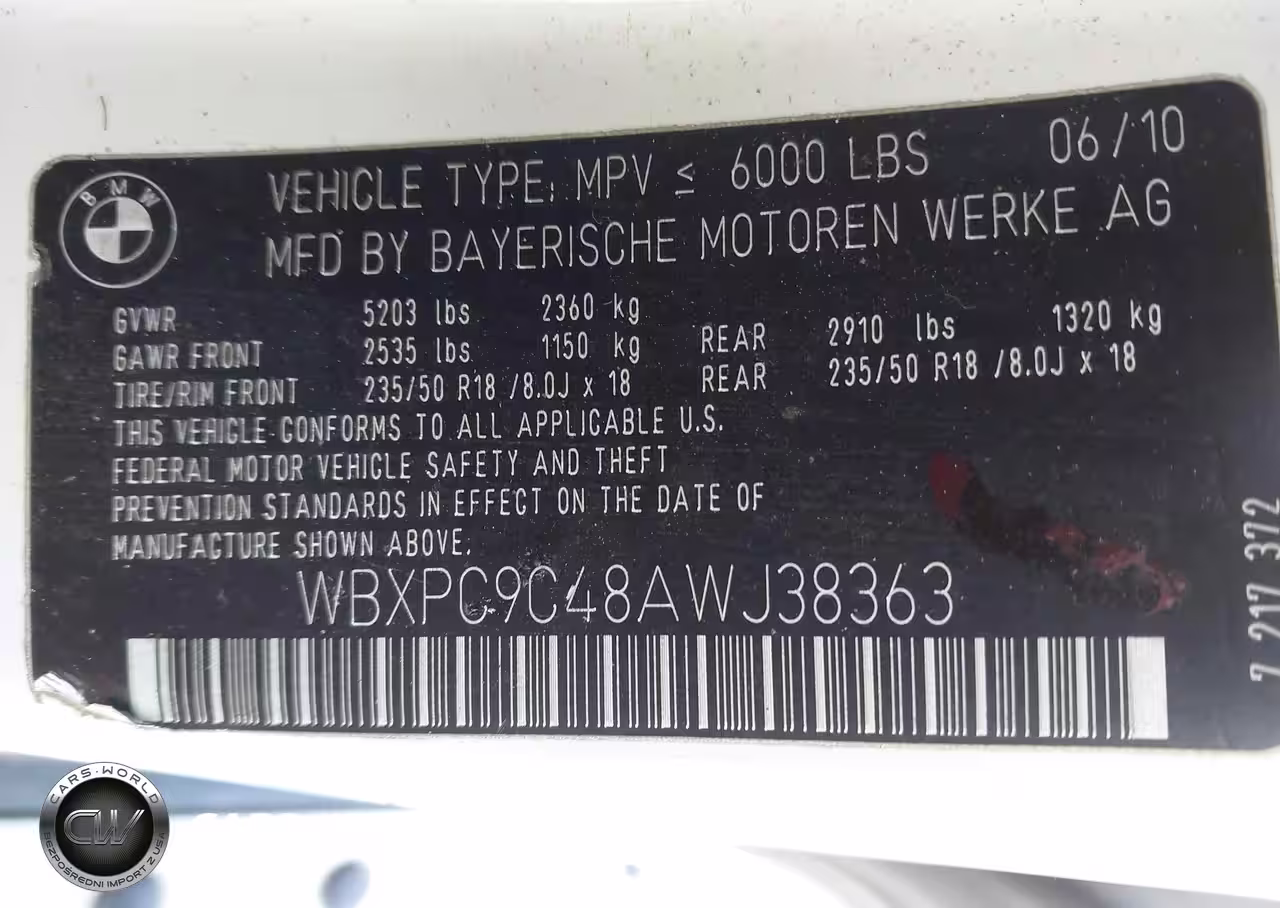 BMW
VEHICLE TYPE: MPV ≤ 6000 LBS 06/10
MFD BY BAYERISCHE MOTOREN WERKE AG
GVWR 5203 lbs 2360 kg
GAWR FRONT 2535 lbs 1150 kg REAR 2910 lbs 1320 kg
TIRE/RIM FRONT 235/50 R18 /8.0J x 18 REAR 235/50 R18 /8.0J x 18
THIS VEHICLE CONFORMS TO ALL APPLICABLE U.S.
FEDERAL MOTOR VEHICLE SAFETY AND THEFT
PREVENTION STANDARDS IN EFFECT ON THE DATE OF
MANUFACTURE SHOWN ABOVE.
WBXPC9C48AWJ38363
7 217 372
CARS-WORLD
CW
BEZPOŚREDNI IMPORT Z USA